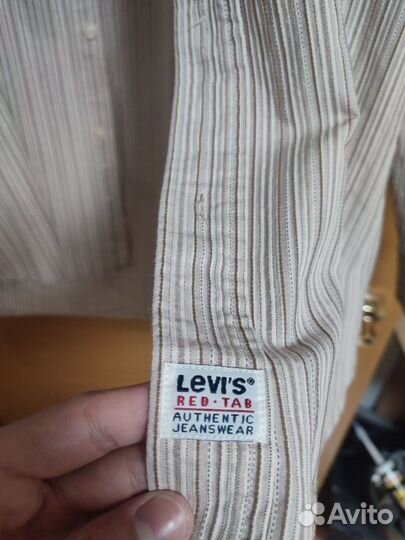 LEVI'S®
RED·TAB
AUTHENTIC
JEANSWEAR
Avito